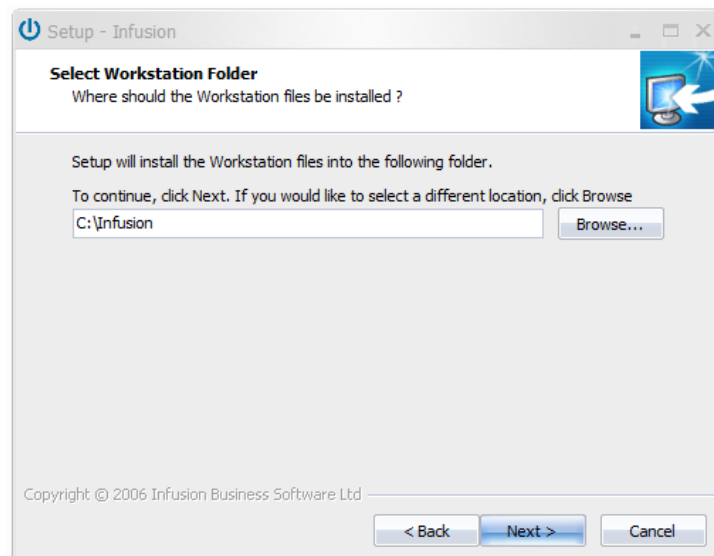 Setup - Infusion
Select Workstation Folder
Where should the Workstation files be installed ?
Setup will install the Workstation files into the following folder.
To continue, click Next. If you would like to select a different location, click Browse
C:\Infusion
Browse...
Copyright © 2006 Infusion Business Software Ltd
< Back
Next >
Cancel